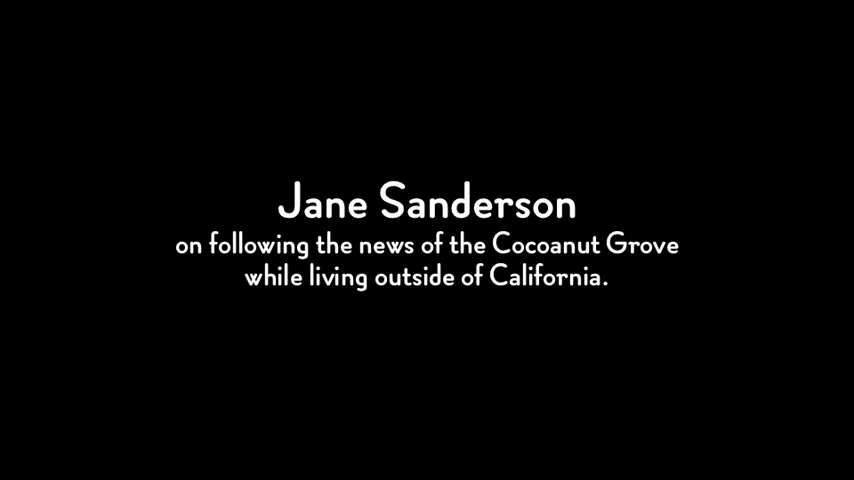 Jane Sanderson
on following the news of the Cocoanut Grove
while living outside of California.